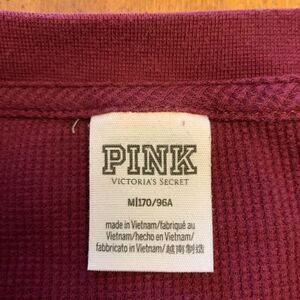 PINK
VICTORIA'S SECRET
M|170/96A
made in Vietnam/fabriqué au
Vietnam/hecho en Vietnam/
fabbricato in Vietnam/越南制造